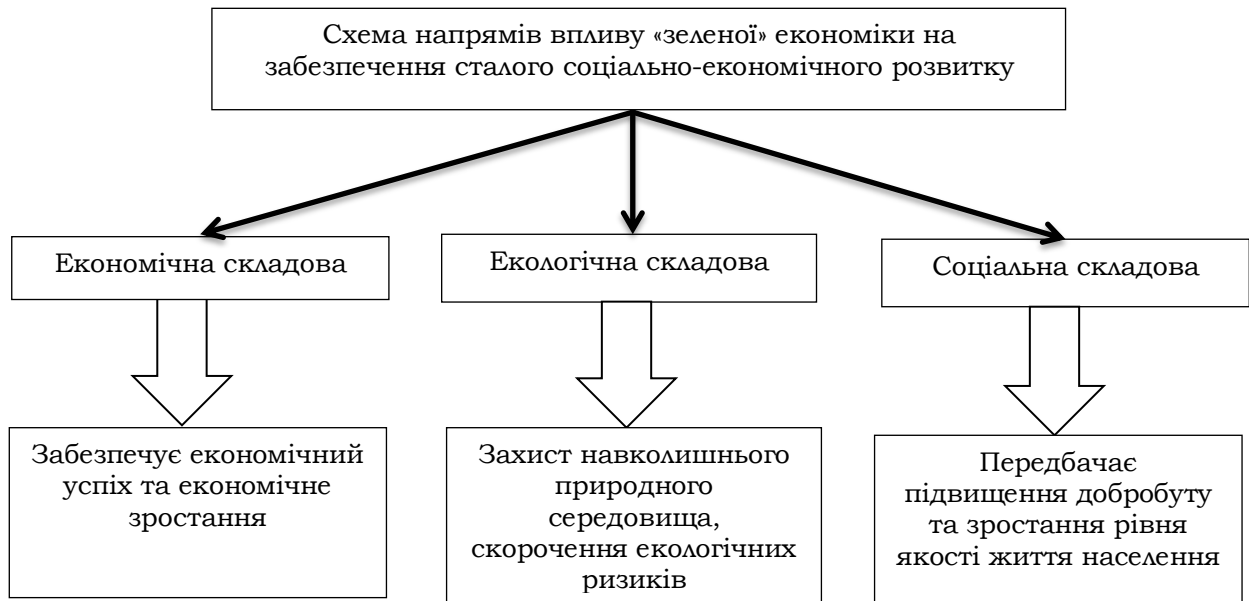 Схема напрямів впливу «зеленої» економіки на
забезпечення сталого соціально-економічного розвитку
Економічна складова
Екологічна складова
Соціальна складова
Забезпечує економічний
успіх та економічне
зростання
Захист навколишнього
природного
середовища,
скорочення екологічних
ризиків
Передбачає
підвищення добробуту
та зростання рівня
якості життя населення